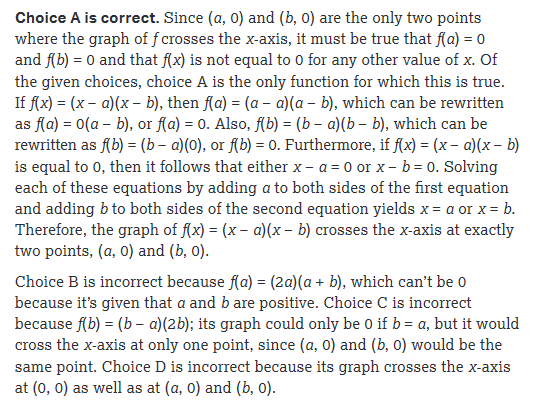 Choice A is correct. Since (a, 0) and (b, 0) are the only two points
where the graph of f crosses the x-axis, it must be true that f(a) = 0
and f(b) = 0 and that f(x) is not equal to 0 for any other value of x. Of
the given choices, choice A is the only function for which this is true.
If f(x) = (x – a)(x – b), then f(a) = (a – a)(a – b), which can be rewritten
as f(a) = 0(a – b), or f(a) = 0. Also, f(b) = (b – a)(b – b), which can be
rewritten as f(b) = (b – a)(0), or f(b) = 0. Furthermore, if f(x) = (x – a)(x – b)
is equal to 0, then it follows that either x – a = 0 or x – b = 0. Solving
each of these equations by adding a to both sides of the first equation
and adding b to both sides of the second equation yields x = a or x = b.
Therefore, the graph of f(x) = (x – a)(x – b) crosses the x-axis at exactly
two points, (a, 0) and (b, 0).
Choice B is incorrect because f(a) = (2a)(a + b), which can't be 0
because it's given that a and b are positive. Choice C is incorrect
because f(b) = (b – a)(2b); its graph could only be 0 if b = a, but it would
cross the x-axis at only one point, since (a, 0) and (b, 0) would be the
same point. Choice D is incorrect because its graph crosses the x-axis
at (0, 0) as well as at (a, 0) and (b, 0).